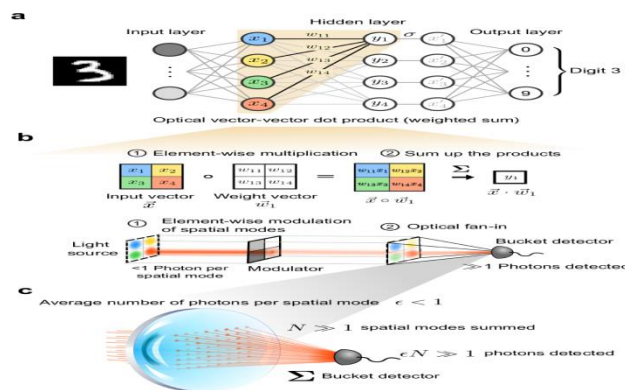 a
Input layer
Hidden layer
Output layer
x₁ w₁₁ y₁ σ 0
w₁₂
x₂ w₁₃ y₂
w₁₄
x₃ y₃
x₄ y₄ 9
Digit 3
Optical vector-vector dot product (weighted sum)
b
① Element-wise multiplication ② Sum up the products
x₁ x₂ w₁₁ w₁₂ w₁₁x₁ w₁₂x₂ Σ
x₃ x₄ ∘ w₁₃ w₁₄ = w₁₃x₃ w₁₄x₄ → y₁
Input vector Weight vector
x⃗ w⃗₁ x⃗ ∘ w⃗₁ x⃗ · w⃗₁
① Element-wise modulation of spatial modes
② Optical fan-in
Light source
Bucket detector
<1 Photon per spatial mode
Modulator
≫1 Photons detected
c
Average number of photons per spatial mode ϵ < 1
N ≫ 1 spatial modes summed
ϵN ≫ 1 photons detected
Σ Bucket detector